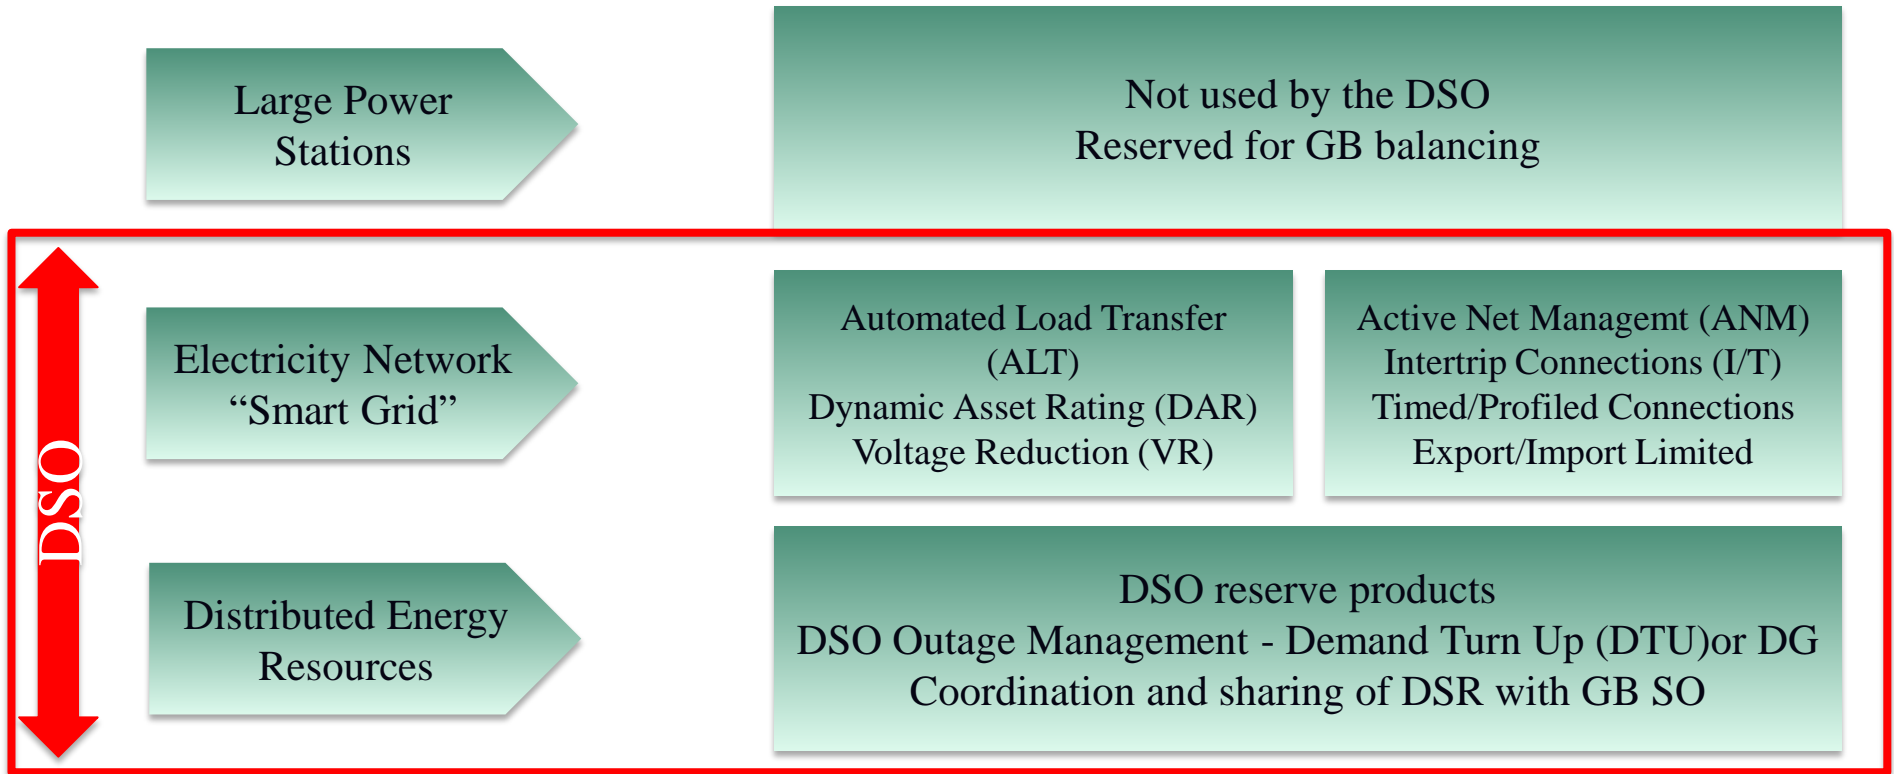 Large Power
Stations
Not used by the DSO
Reserved for GB balancing
DSO
Electricity Network
“Smart Grid”
Automated Load Transfer
(ALT)
Dynamic Asset Rating (DAR)
Voltage Reduction (VR)
Active Net Managemt (ANM)
Intertrip Connections (I/T)
Timed/Profiled Connections
Export/Import Limited
Distributed Energy
Resources
DSO reserve products
DSO Outage Management - Demand Turn Up (DTU)or DG
Coordination and sharing of DSR with GB SO